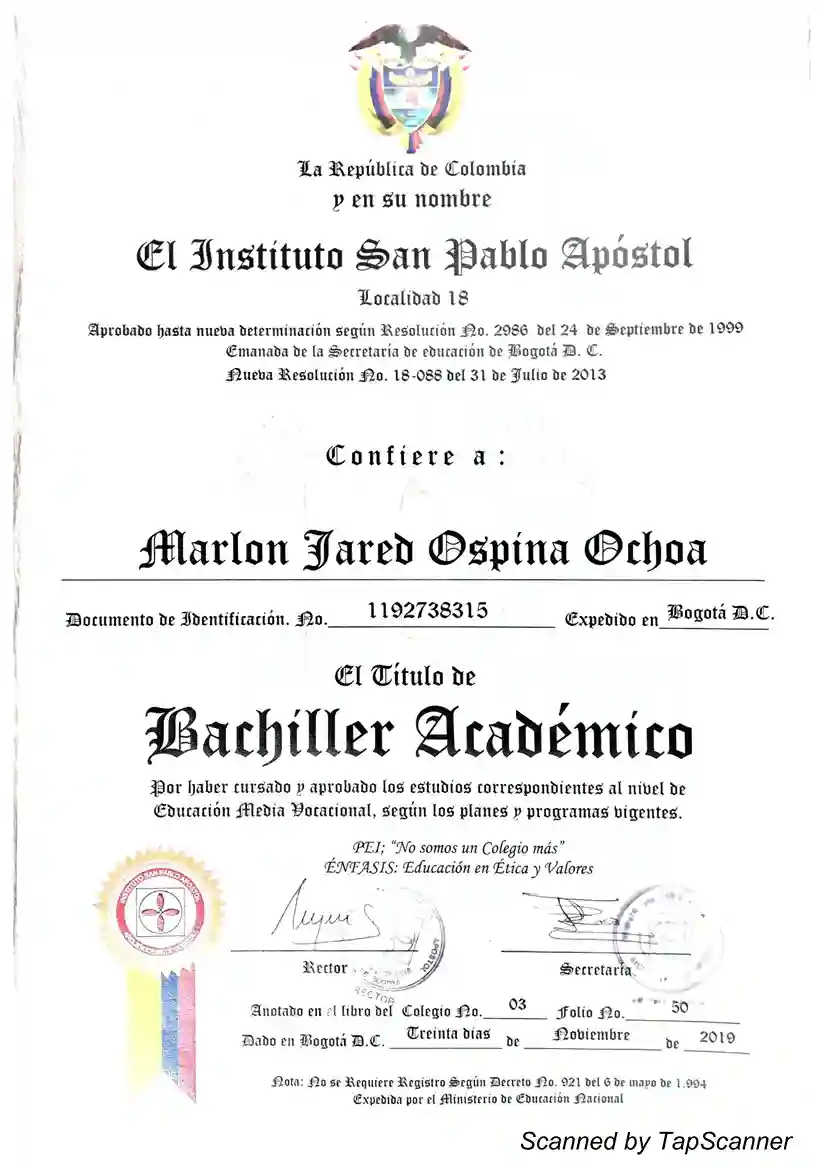 La República de Colombia
y en su nombre
El Instituto San Pablo Apóstol
Localidad 18
Aprobado hasta nueva determinación según Resolución No. 2986 del 24 de Septiembre de 1999
Emanada de la Secretaría de educación de Bogotá D. C.
Nueva Resolución No. 18-088 del 31 de Julio de 2013
Confiere a :
Marlon Jared Ospina Ochoa
Documento de Identificación. No. 1192738315 Expedido en Bogotá D.C.
El Título de
Bachiller Académico
Por haber cursado y aprobado los estudios correspondientes al nivel de
Educación Media Vocacional, según los planes y programas vigentes.
PEI; "No somos un Colegio más"
ÉNFASIS: Educación en Ética y Valores
INSTITUTO SAN PABLO APOSTOL
Rector
Secretaría
APOSTOL
RECTOR
Anotado en el libro del Colegio No. 03 Folio No. 50
Dado en Bogotá D.C. Treinta dias de Noviembre de 2019
Nota: No se Requiere Registro Según Decreto No. 921 del 6 de mayo de 1.994
Expedida por el Ministerio de Educación Nacional
Scanned by TapScanner